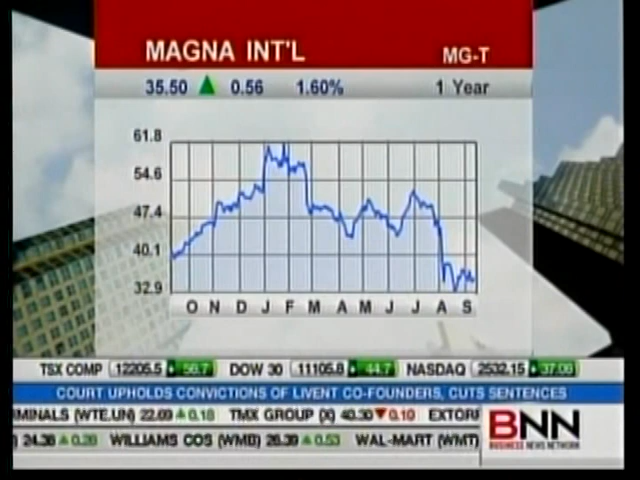 MAGNA INT'L
MG-T
35.50 ▲ 0.56 1.60% 1 Year
61.8
54.6
47.4
40.1
32.9
O N D J F M A M J J A S
TSX COMP 12205.5 56.7 DOW 30 11105.8 44.7 NASDAQ 2532.15 37.09
COURT UPHOLDS CONVICTIONS OF LIVENT CO-FOUNDERS, CUTS SENTENCES
MINALS (WTE.UN) 22.09 ▲ 0.18 TMX GROUP (X) 40.30 ▼ 0.10
24.36 ▲ 0.28 WILLIAMS COS (WMB) 26.39 ▲ 0.53 WAL-MART (WMT)
BNN
BUSINESS NEWS NETWORK